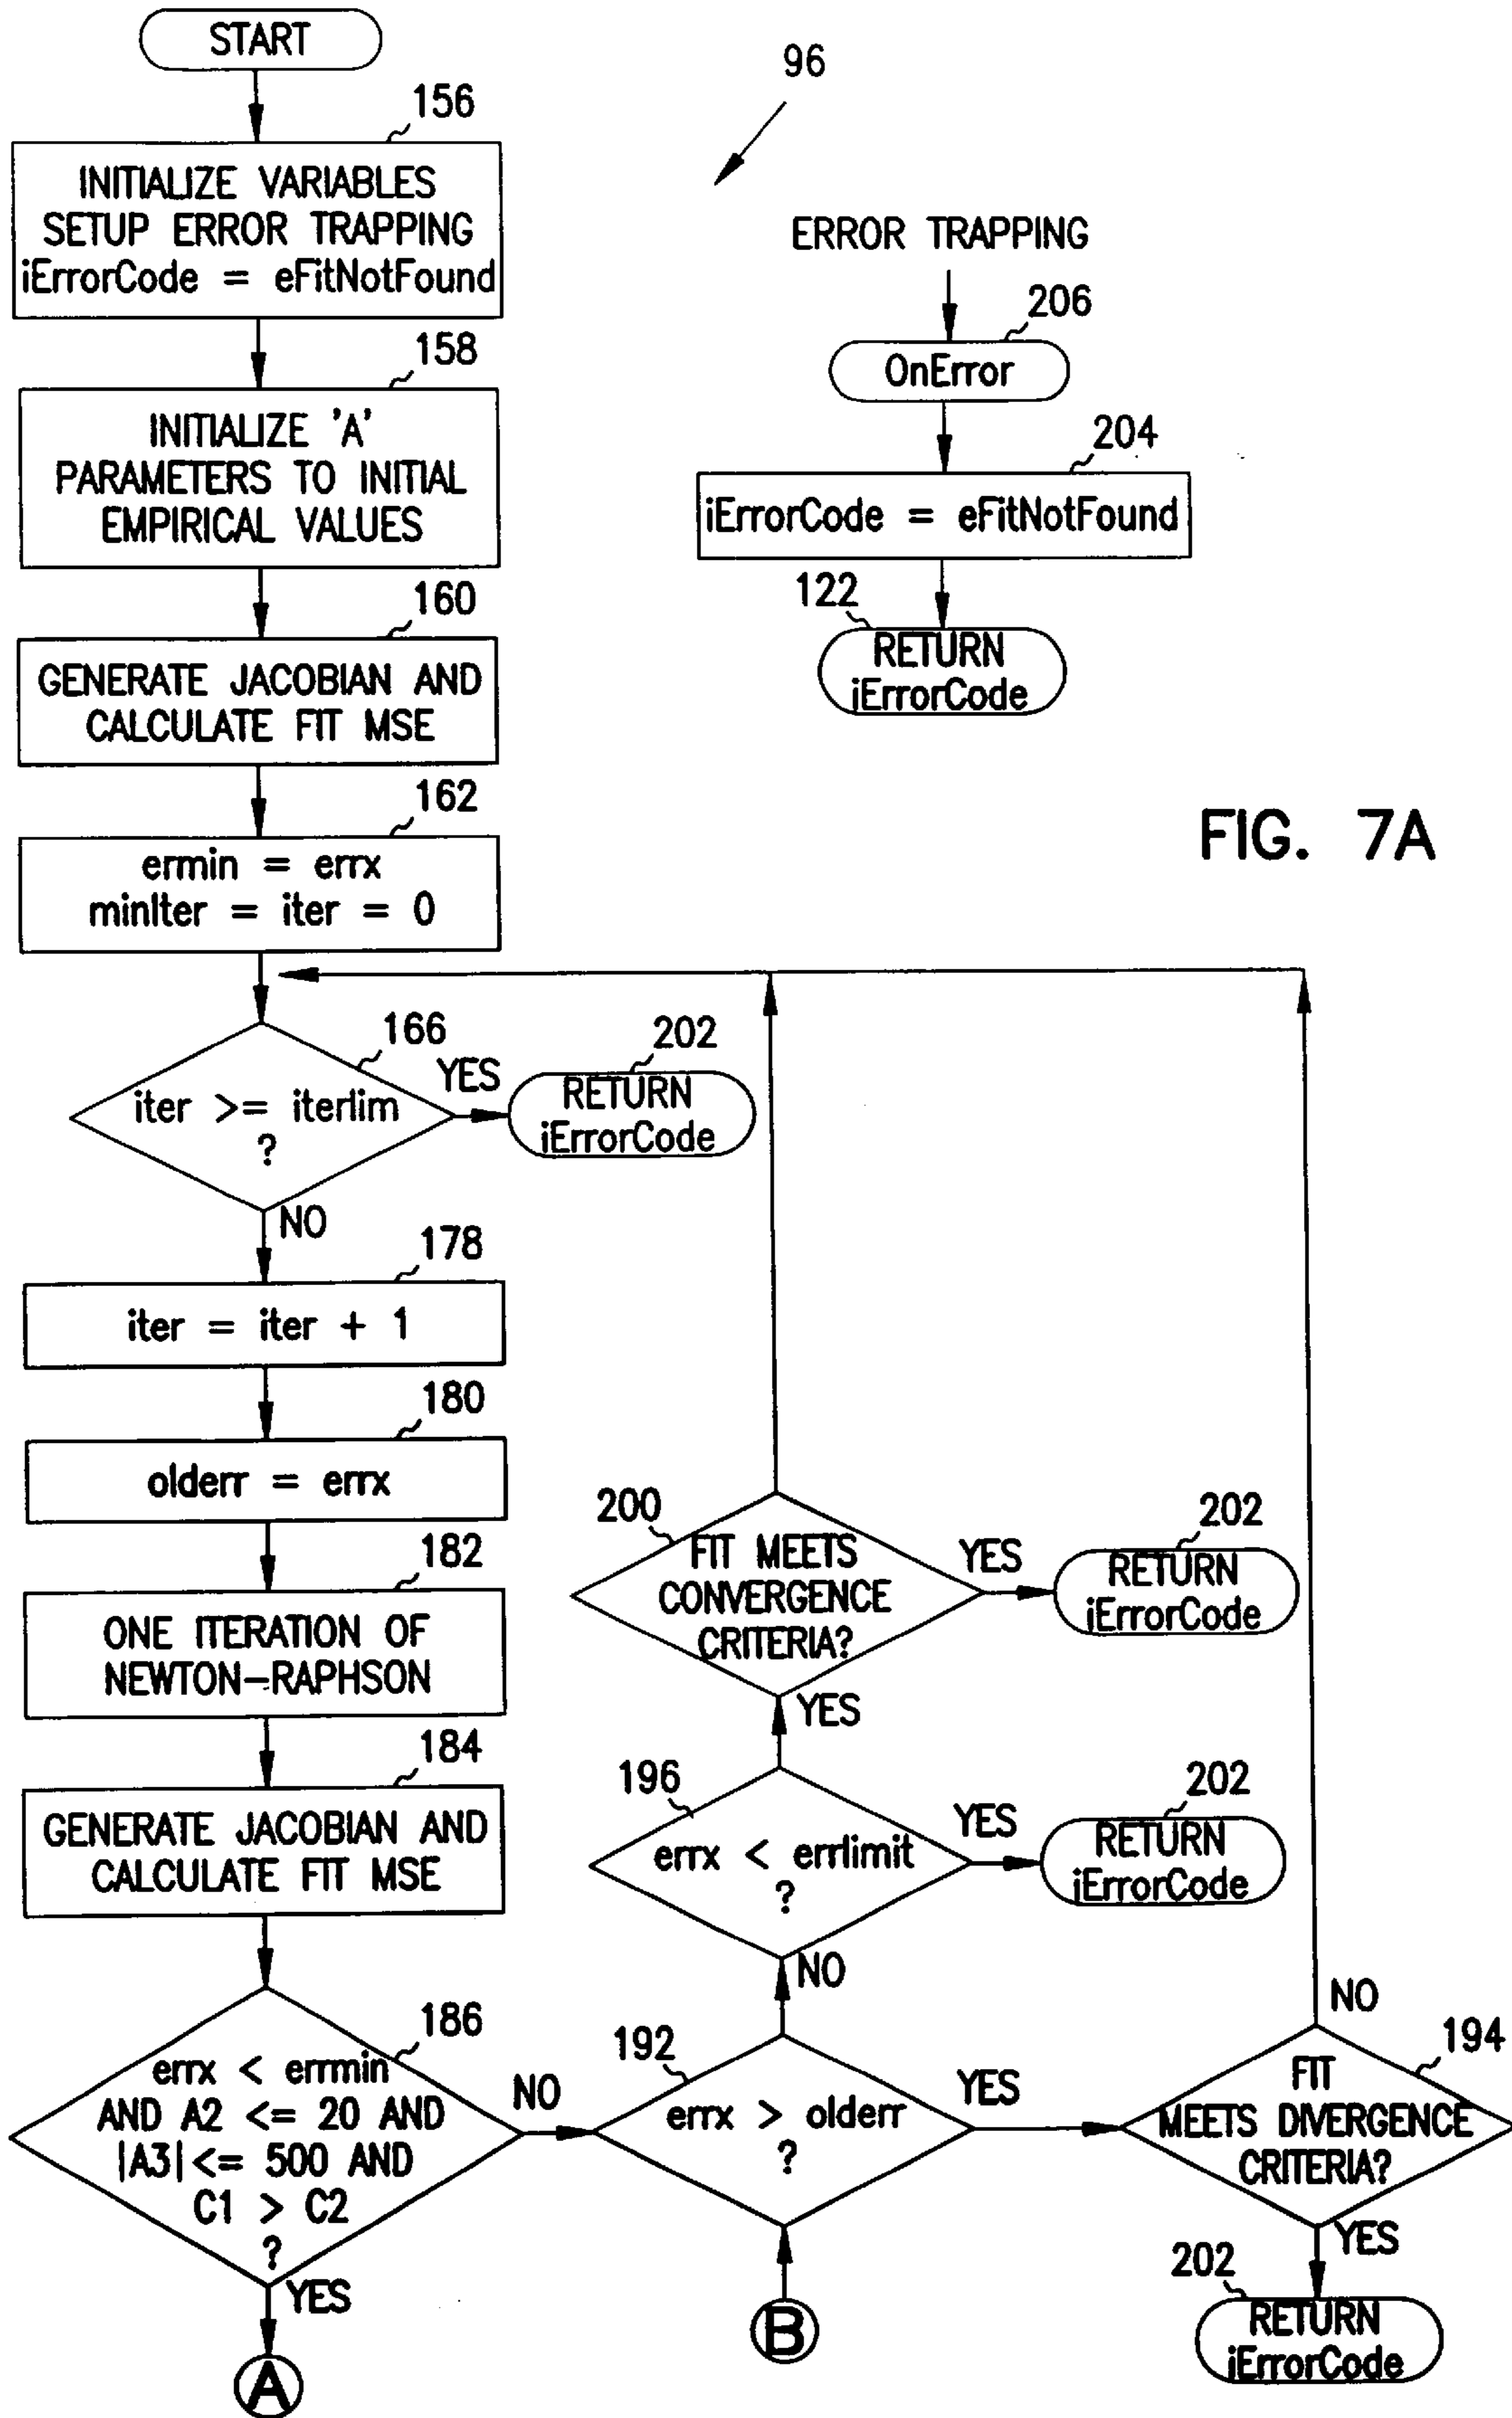 START
96
156
INITIALIZE VARIABLES
SETUP ERROR TRAPPING
iErrorCode = eFitNotFound
158
INITIALIZE 'A'
PARAMETERS TO INITIAL
EMPIRICAL VALUES
160
GENERATE JACOBIAN AND
CALCULATE FIT MSE
162
ermin = errx
minIter = iter = 0
ERROR TRAPPING
206
OnError
204
iErrorCode = eFitNotFound
122
RETURN
iErrorCode
FIG. 7A
166
iter >= iterlim
?
YES
202
RETURN
iErrorCode
NO
178
iter = iter + 1
180
olderr = errx
182
ONE ITERATION OF
NEWTON-RAPHSON
184
GENERATE JACOBIAN AND
CALCULATE FIT MSE
186
errx < errmin
AND A2 <= 20 AND
|A3| <= 500 AND
C1 > C2
?
NO
YES
A
200
FIT MEETS
CONVERGENCE
CRITERIA?
YES
202
RETURN
iErrorCode
YES
196
errx < errlimit
?
YES
202
RETURN
iErrorCode
NO
192
errx > olderr
?
YES
B
NO
194
FIT
MEETS DIVERGENCE
CRITERIA?
YES
202
RETURN
iErrorCode